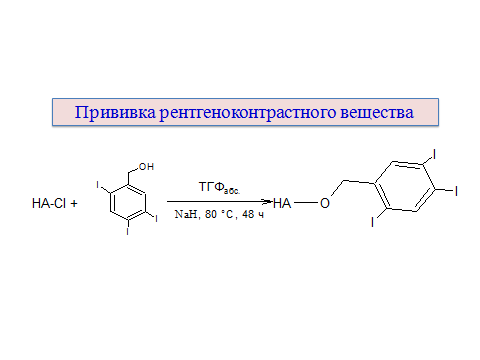 Прививка рентгеноконтрастного вещества
OH
ТГФабс.
I
I
HA-Cl +
HA
O
I
I
NaH, 80 °C, 48 ч
I
I